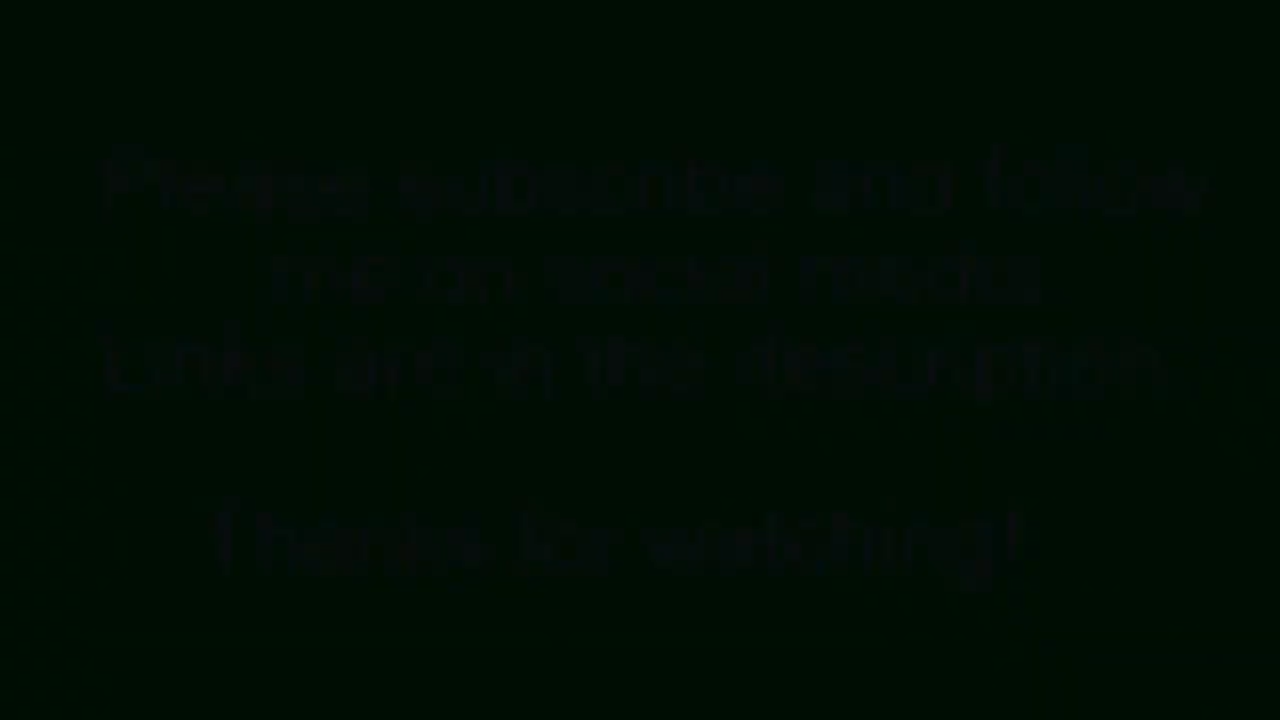 Please subscribe and follow
me on social media
Links are in the description
Thanks for watching!